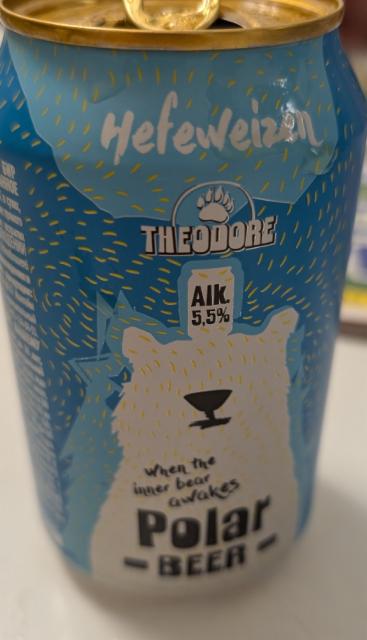 Hefeweizen
THEODORE
Alk.
5,5%
when the
inner bear
awakes
Polar
- BEER -